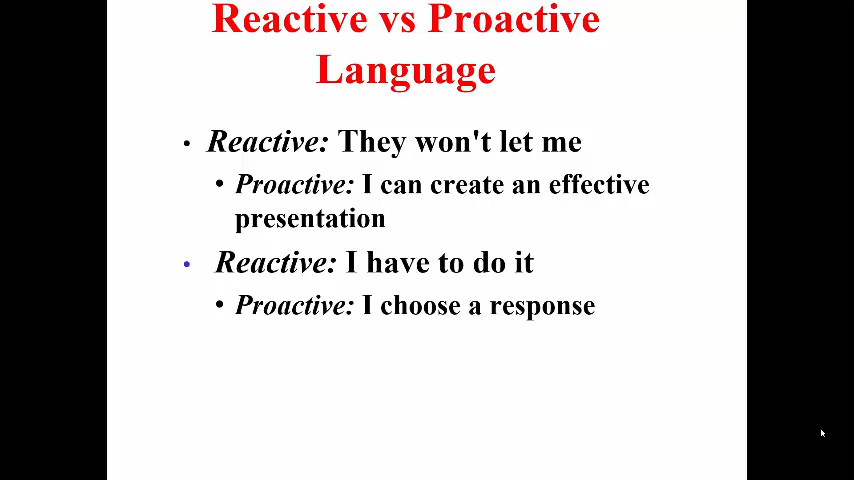 Reactive vs Proactive
Language
• Reactive: They won't let me
• Proactive: I can create an effective
presentation
• Reactive: I have to do it
• Proactive: I choose a response